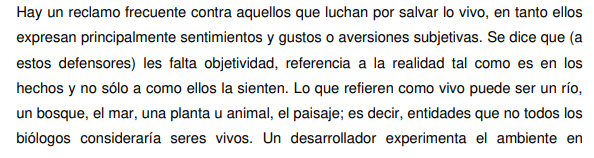 Hay un reclamo frecuente contra aquellos que luchan por salvar lo vivo, en tanto ellos
expresan principalmente sentimientos y gustos o aversiones subjetivas. Se dice que (a
estos defensores) les falta objetividad, referencia a la realidad tal como es en los
hechos y no sólo a como ellos la sienten. Lo que refieren como vivo puede ser un río,
un bosque, el mar, una planta u animal, el paisaje; es decir, entidades que no todos los
biólogos consideraría seres vivos. Un desarrollador experimenta el ambiente en